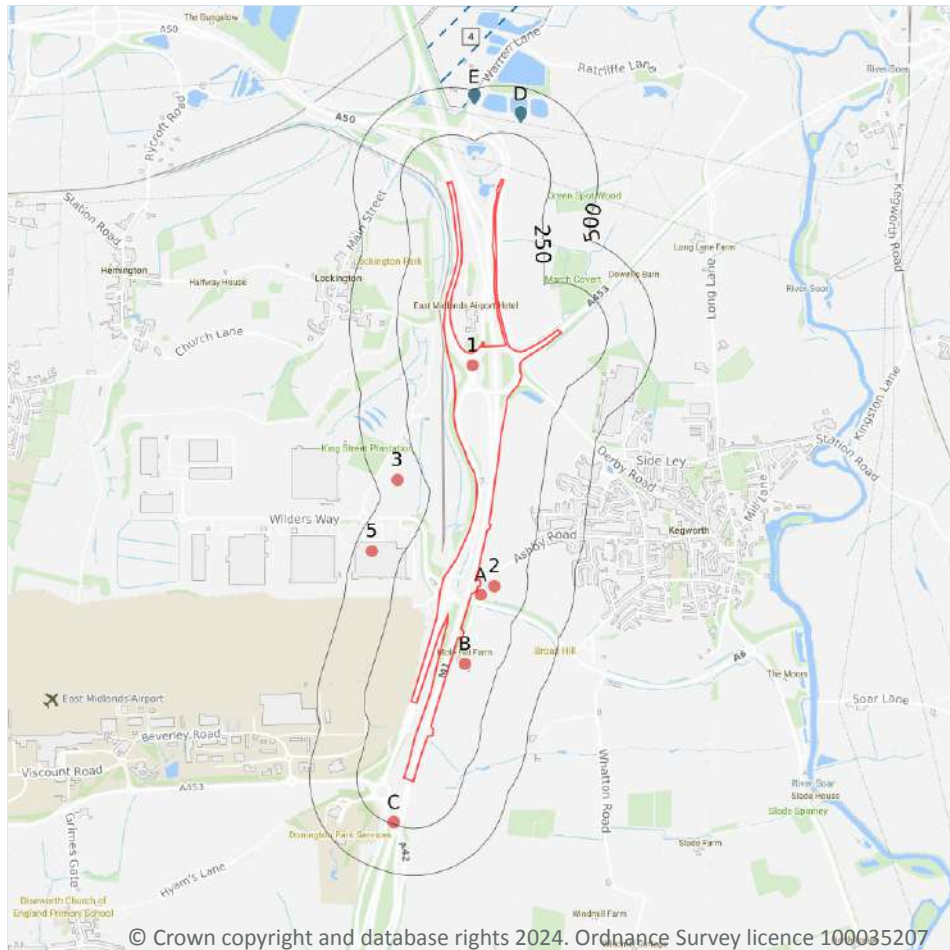 The Bungalow
A50
4
Warren Lane
Ratcliffe Lane
River Soar
E
D
A50
Rycroft Road
Kegworth Road
Station Road
Main Street
Green Spot Wood
500
250
Long Lane Farm
Lockington Park
Hemington
Halfway House
Lockington
March Covert
Dowells Barn
River Soar
A453
Long Lane
East Midlands Airport Hotel
Church Lane
1
Kingston Lane
King Street Plantation
3
Derby Road
Side Ley
Station Road
Mill Lane
Wilders Way
5
Ashby Road
Kegworth
A
2
B
Mole Hill Farm
Broad Hill
A6
M1
The Moors
East Midlands Airport
Soar Lane
Beverley Road
Viscount Road
A453
Whatton Road
River Soar
Slade House
Slade Spinney
C
Donington Park Services
A42
Grimes Gate
Slade Farm
Hyam's Lane
Diseworth Church of
England Primary School
Windmill Farm
© Crown copyright and database rights 2024. Ordnance Survey licence 100035207